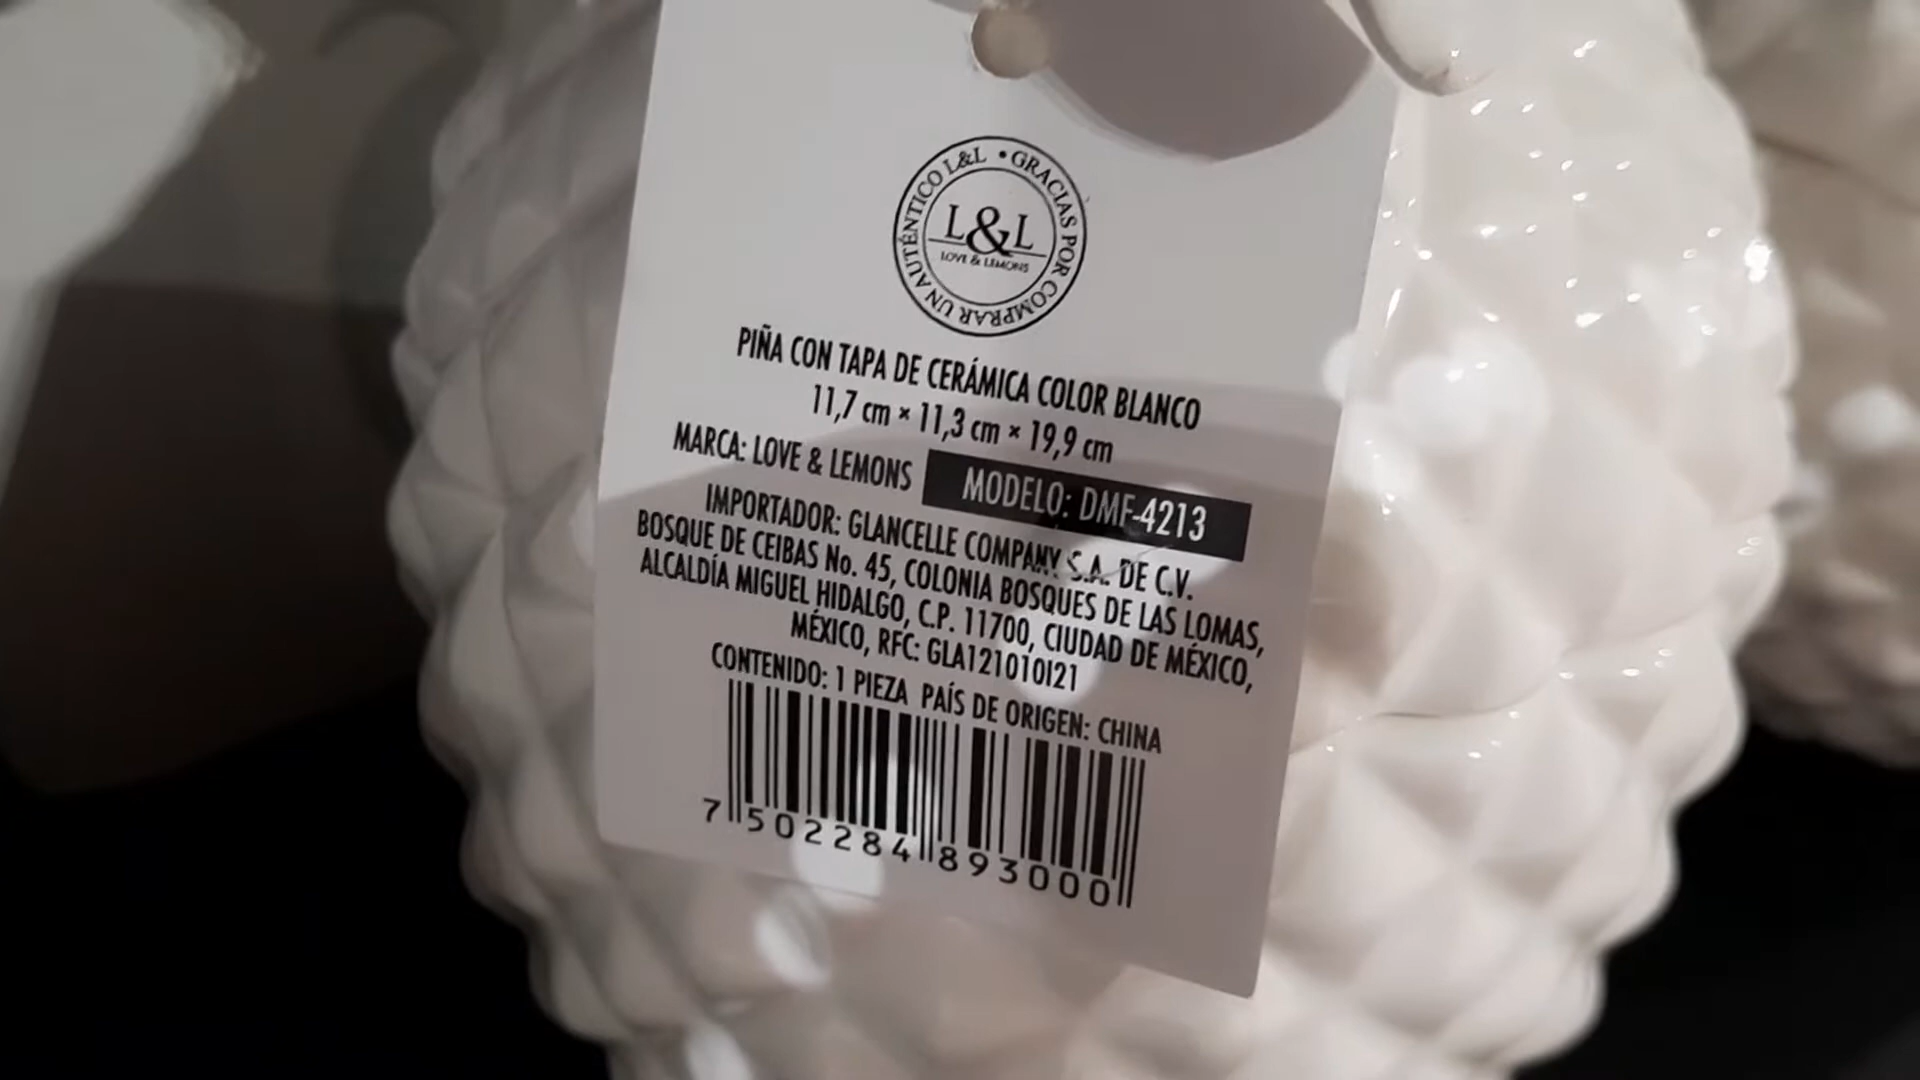 GRACIAS POR COMPRAR UN AUTÉNTICO L&L •
L&L
LOVE & LEMONS
PIÑA CON TAPA DE CERÁMICA COLOR BLANCO
11,7 cm × 11,3 cm × 19,9 cm
MARCA: LOVE & LEMONS MODELO: DMF-4213
IMPORTADOR: GLANCELLE COMPANY S.A. DE C.V.
BOSQUE DE CEIBAS No. 45, COLONIA BOSQUES DE LAS LOMAS,
ALCALDÍA MIGUEL HIDALGO, C.P. 11700, CIUDAD DE MÉXICO,
MÉXICO, RFC: GLA121010I21
CONTENIDO: 1 PIEZA PAÍS DE ORIGEN: CHINA
7 502284 893000